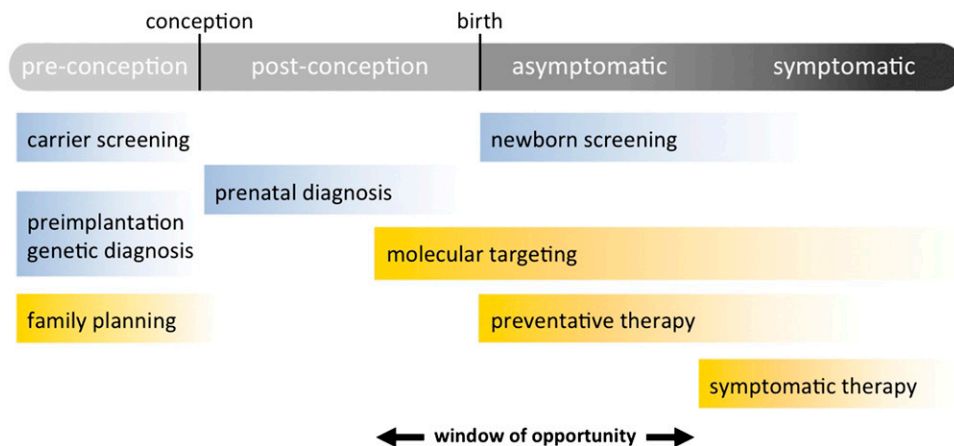 conception birth
pre-conception post-conception asymptomatic symptomatic
carrier screening newborn screening
prenatal diagnosis
preimplantation
genetic diagnosis
molecular targeting
family planning preventative therapy
symptomatic therapy
window of opportunity